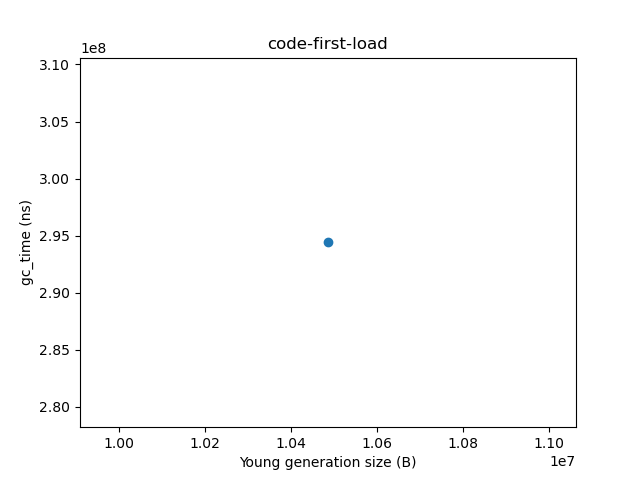 code-first-load
1e8
3.10
3.05
3.00
2.95
2.90
2.85
2.80
gc_time (ns)
1.00 1.02 1.04 1.06 1.08 1.10
Young generation size (B)
1e7